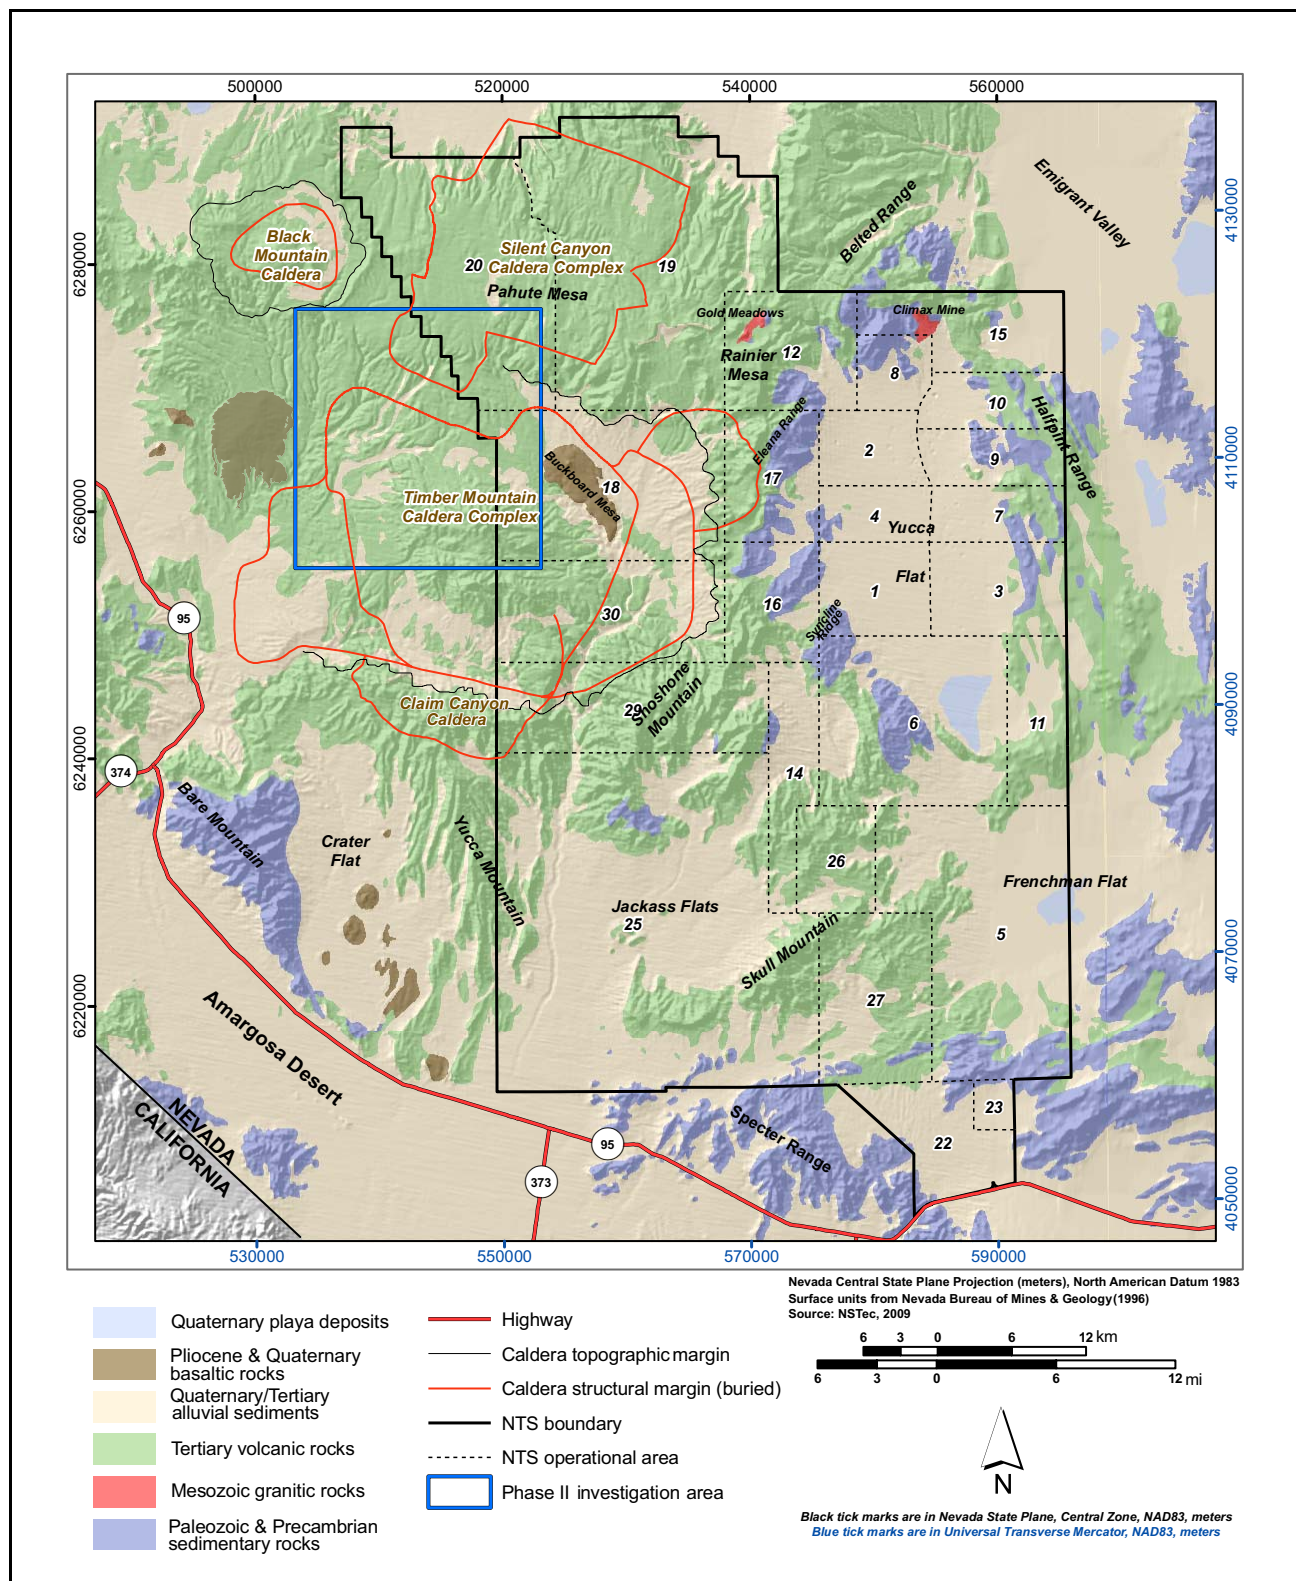 500000
520000
540000
560000
Emigrant Valley
Belted Range
4130000
6280000
Black
Mountain
Caldera
20
Silent Canyon
Caldera Complex
19
Pahute Mesa
Gold Meadows
Climax Mine
15
Rainier
Mesa
12
8
10
Halfpint Range
Eleana Range
2
9
4110000
Buckboard Mesa
18
17
Timber Mountain
Caldera Complex
6260000
4
Yucca
7
Flat
1
3
16
Syncline
Ridge
95
30
Shoshone
Mountain
29
Claim Canyon
Caldera
6
11
4090000
6240000
374
14
Bare Mountain
Crater
Flat
Yucca Mountain
26
Frenchman Flat
Jackass Flats
25
5
Skull Mountain
4070000
27
6220000
Amargosa Desert
NEVADA
CALIFORNIA
23
22
Specter Range
95
373
4050000
530000
550000
570000
590000
Nevada Central State Plane Projection (meters), North American Datum 1983
Surface units from Nevada Bureau of Mines & Geology(1996)
Source: NSTec, 2009
6 3 0 6 12 km
6 3 0 6 12 mi
N
Black tick marks are in Nevada State Plane, Central Zone, NAD83, meters
Blue tick marks are in Universal Transverse Mercator, NAD83, meters
Quaternary playa deposits
Pliocene & Quaternary
basaltic rocks
Quaternary/Tertiary
alluvial sediments
Tertiary volcanic rocks
Mesozoic granitic rocks
Paleozoic & Precambrian
sedimentary rocks
Highway
Caldera topographic margin
Caldera structural margin (buried)
NTS boundary
NTS operational area
Phase II investigation area